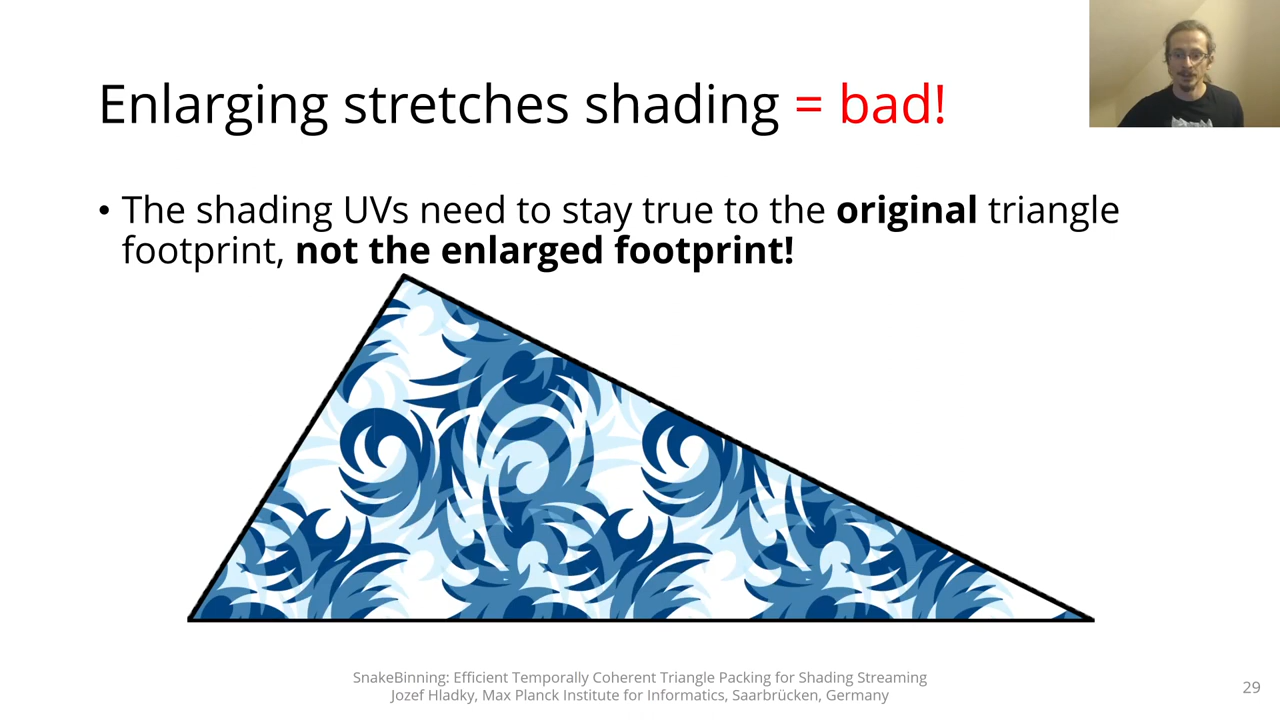 Enlarging stretches shading = bad!
• The shading UVs need to stay true to the original triangle
footprint, not the enlarged footprint!
SnakeBinning: Efficient Temporally Coherent Triangle Packing for Shading Streaming
Jozef Hladky, Max Planck Institute for Informatics, Saarbrücken, Germany
29